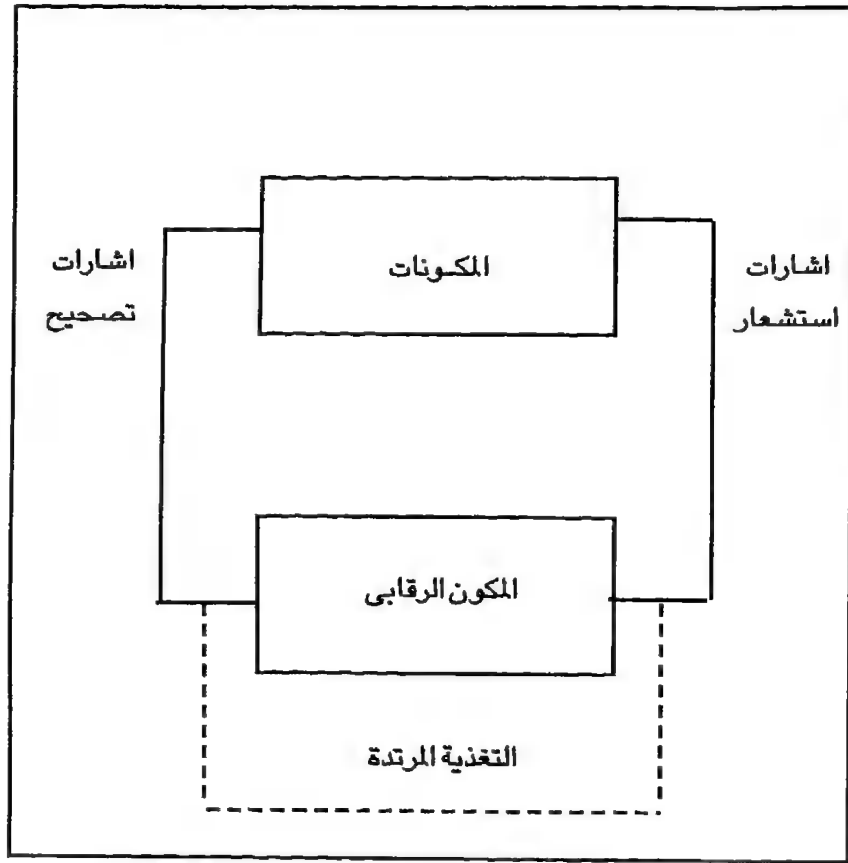 المكونات
اشارات
استشعار
اشارات
تصحيح
المكون الرقابى
التغذية المرتدة